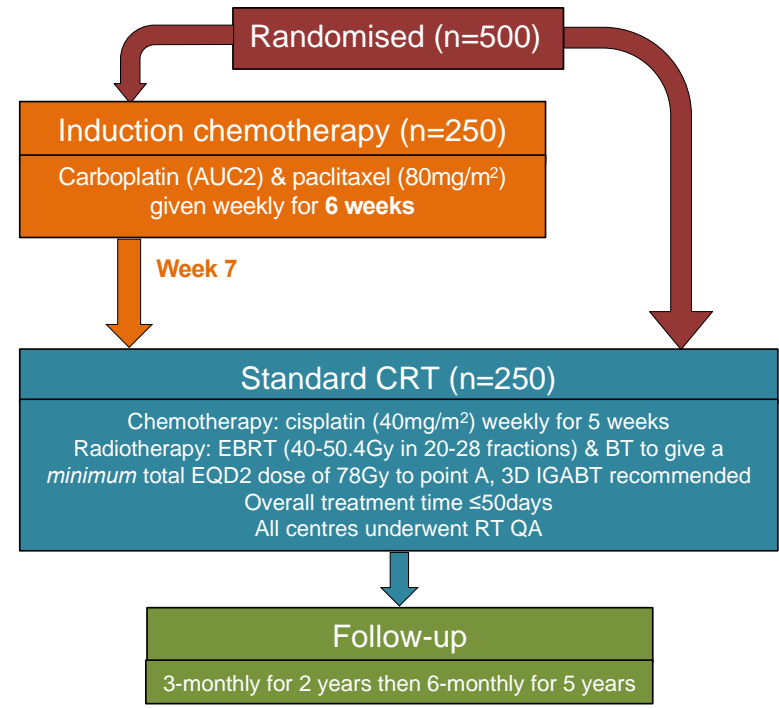 Randomised (n=500)
Induction chemotherapy (n=250)
Carboplatin (AUC2) & paclitaxel (80mg/m²)
given weekly for 6 weeks
Week 7
Standard CRT (n=250)
Chemotherapy: cisplatin (40mg/m²) weekly for 5 weeks
Radiotherapy: EBRT (40-50.4Gy in 20-28 fractions) & BT to give a
minimum total EQD2 dose of 78Gy to point A, 3D IGABT recommended
Overall treatment time ≤50days
All centres underwent RT QA
Follow-up
3-monthly for 2 years then 6-monthly for 5 years